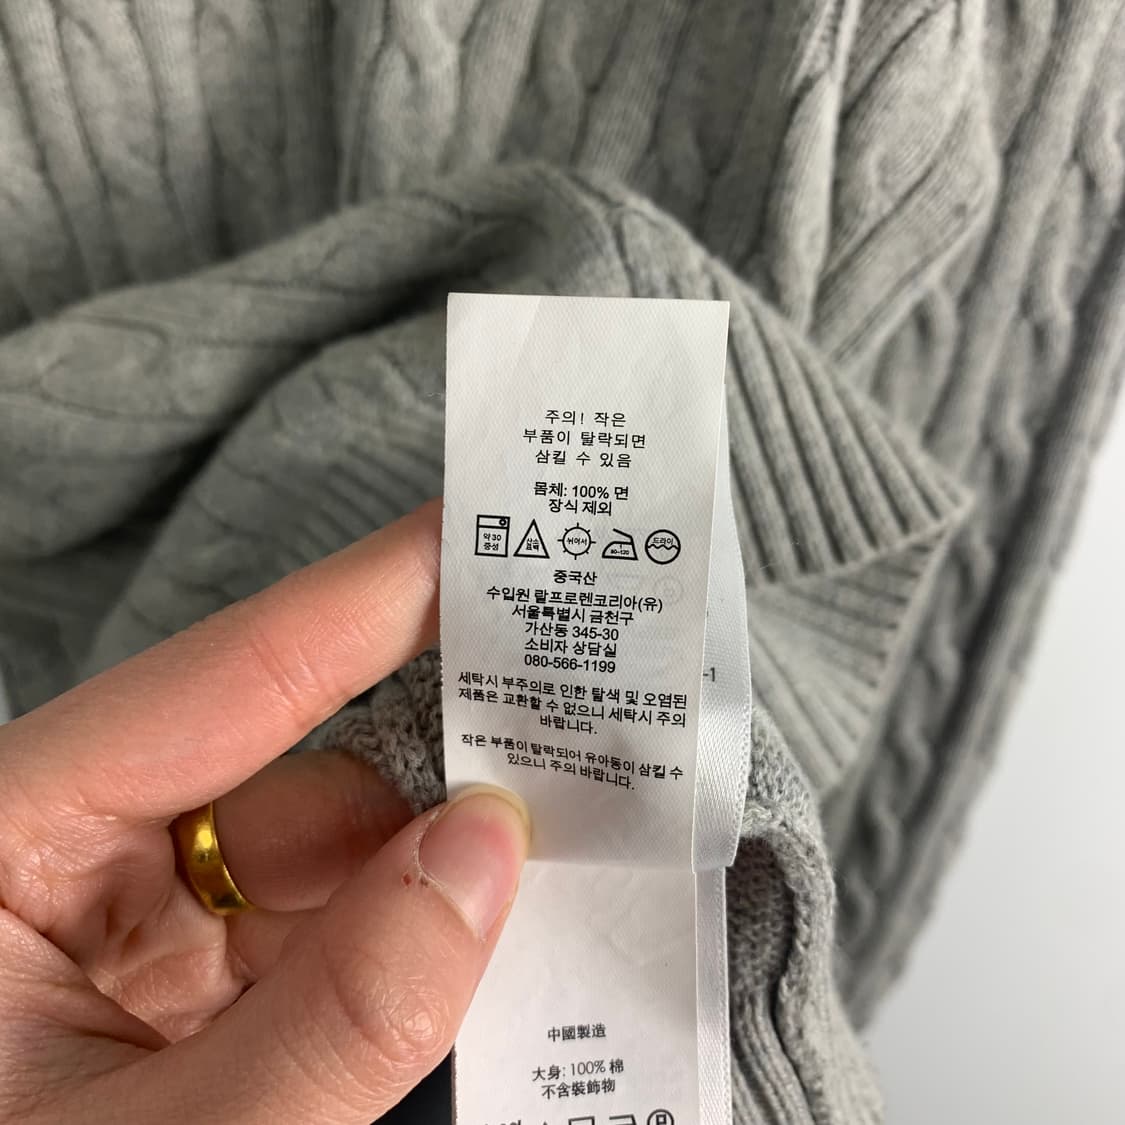 주의! 작은
부품이 탈락되면
삼킬 수 있음
몸체: 100% 면
장식 제외
약 30
중성
산소
표백
뉘어서
80~120
드라이
중국산
수입원 랄프로렌코리아(유)
서울특별시 금천구
가산동 345-30
소비자 상담실
080-566-1199
세탁시 부주의로 인한 탈색 및 오염된
제품은 교환할 수 없으니 세탁시 주의
바랍니다.
작은 부품이 탈락되어 유아동이 삼킬 수
있으니 주의 바랍니다.
-1
中國製造
大身: 100% 棉
不含裝飾物